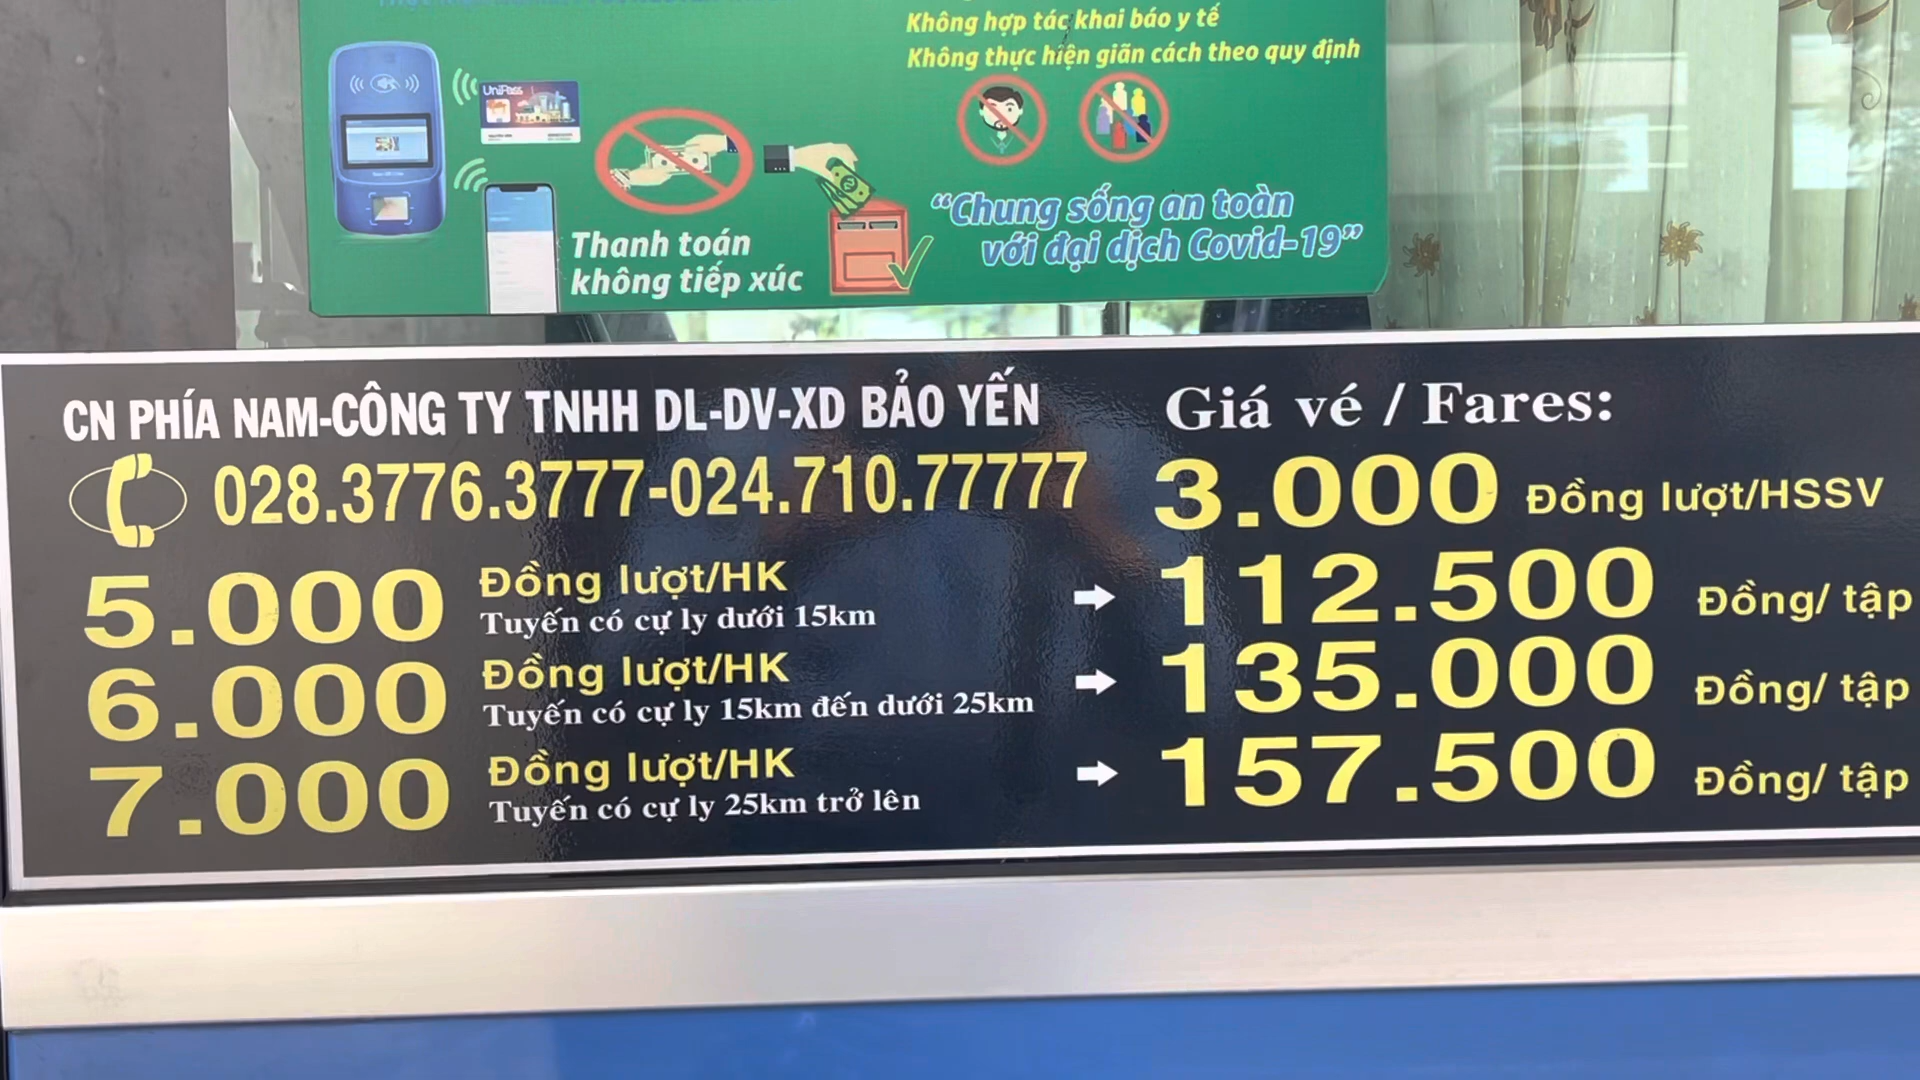 Không hợp tác khai báo y tế
Không thực hiện giãn cách theo quy định
UniPass
Thanh toán
không tiếp xúc
“Chung sống an toàn
với đại dịch Covid-19”
CN PHÍA NAM-CÔNG TY TNHH DL-DV-XD BẢO YẾN
028.3776.3777-024.710.77777
Giá vé / Fares:
3.000 Đồng lượt/HSSV
5.000 Đồng lượt/HK
Tuyến có cự ly dưới 15km
112.500 Đồng/ tập
6.000 Đồng lượt/HK
Tuyến có cự ly 15km đến dưới 25km
135.000 Đồng/ tập
7.000 Đồng lượt/HK
Tuyến có cự ly 25km trở lên
157.500 Đồng/ tập